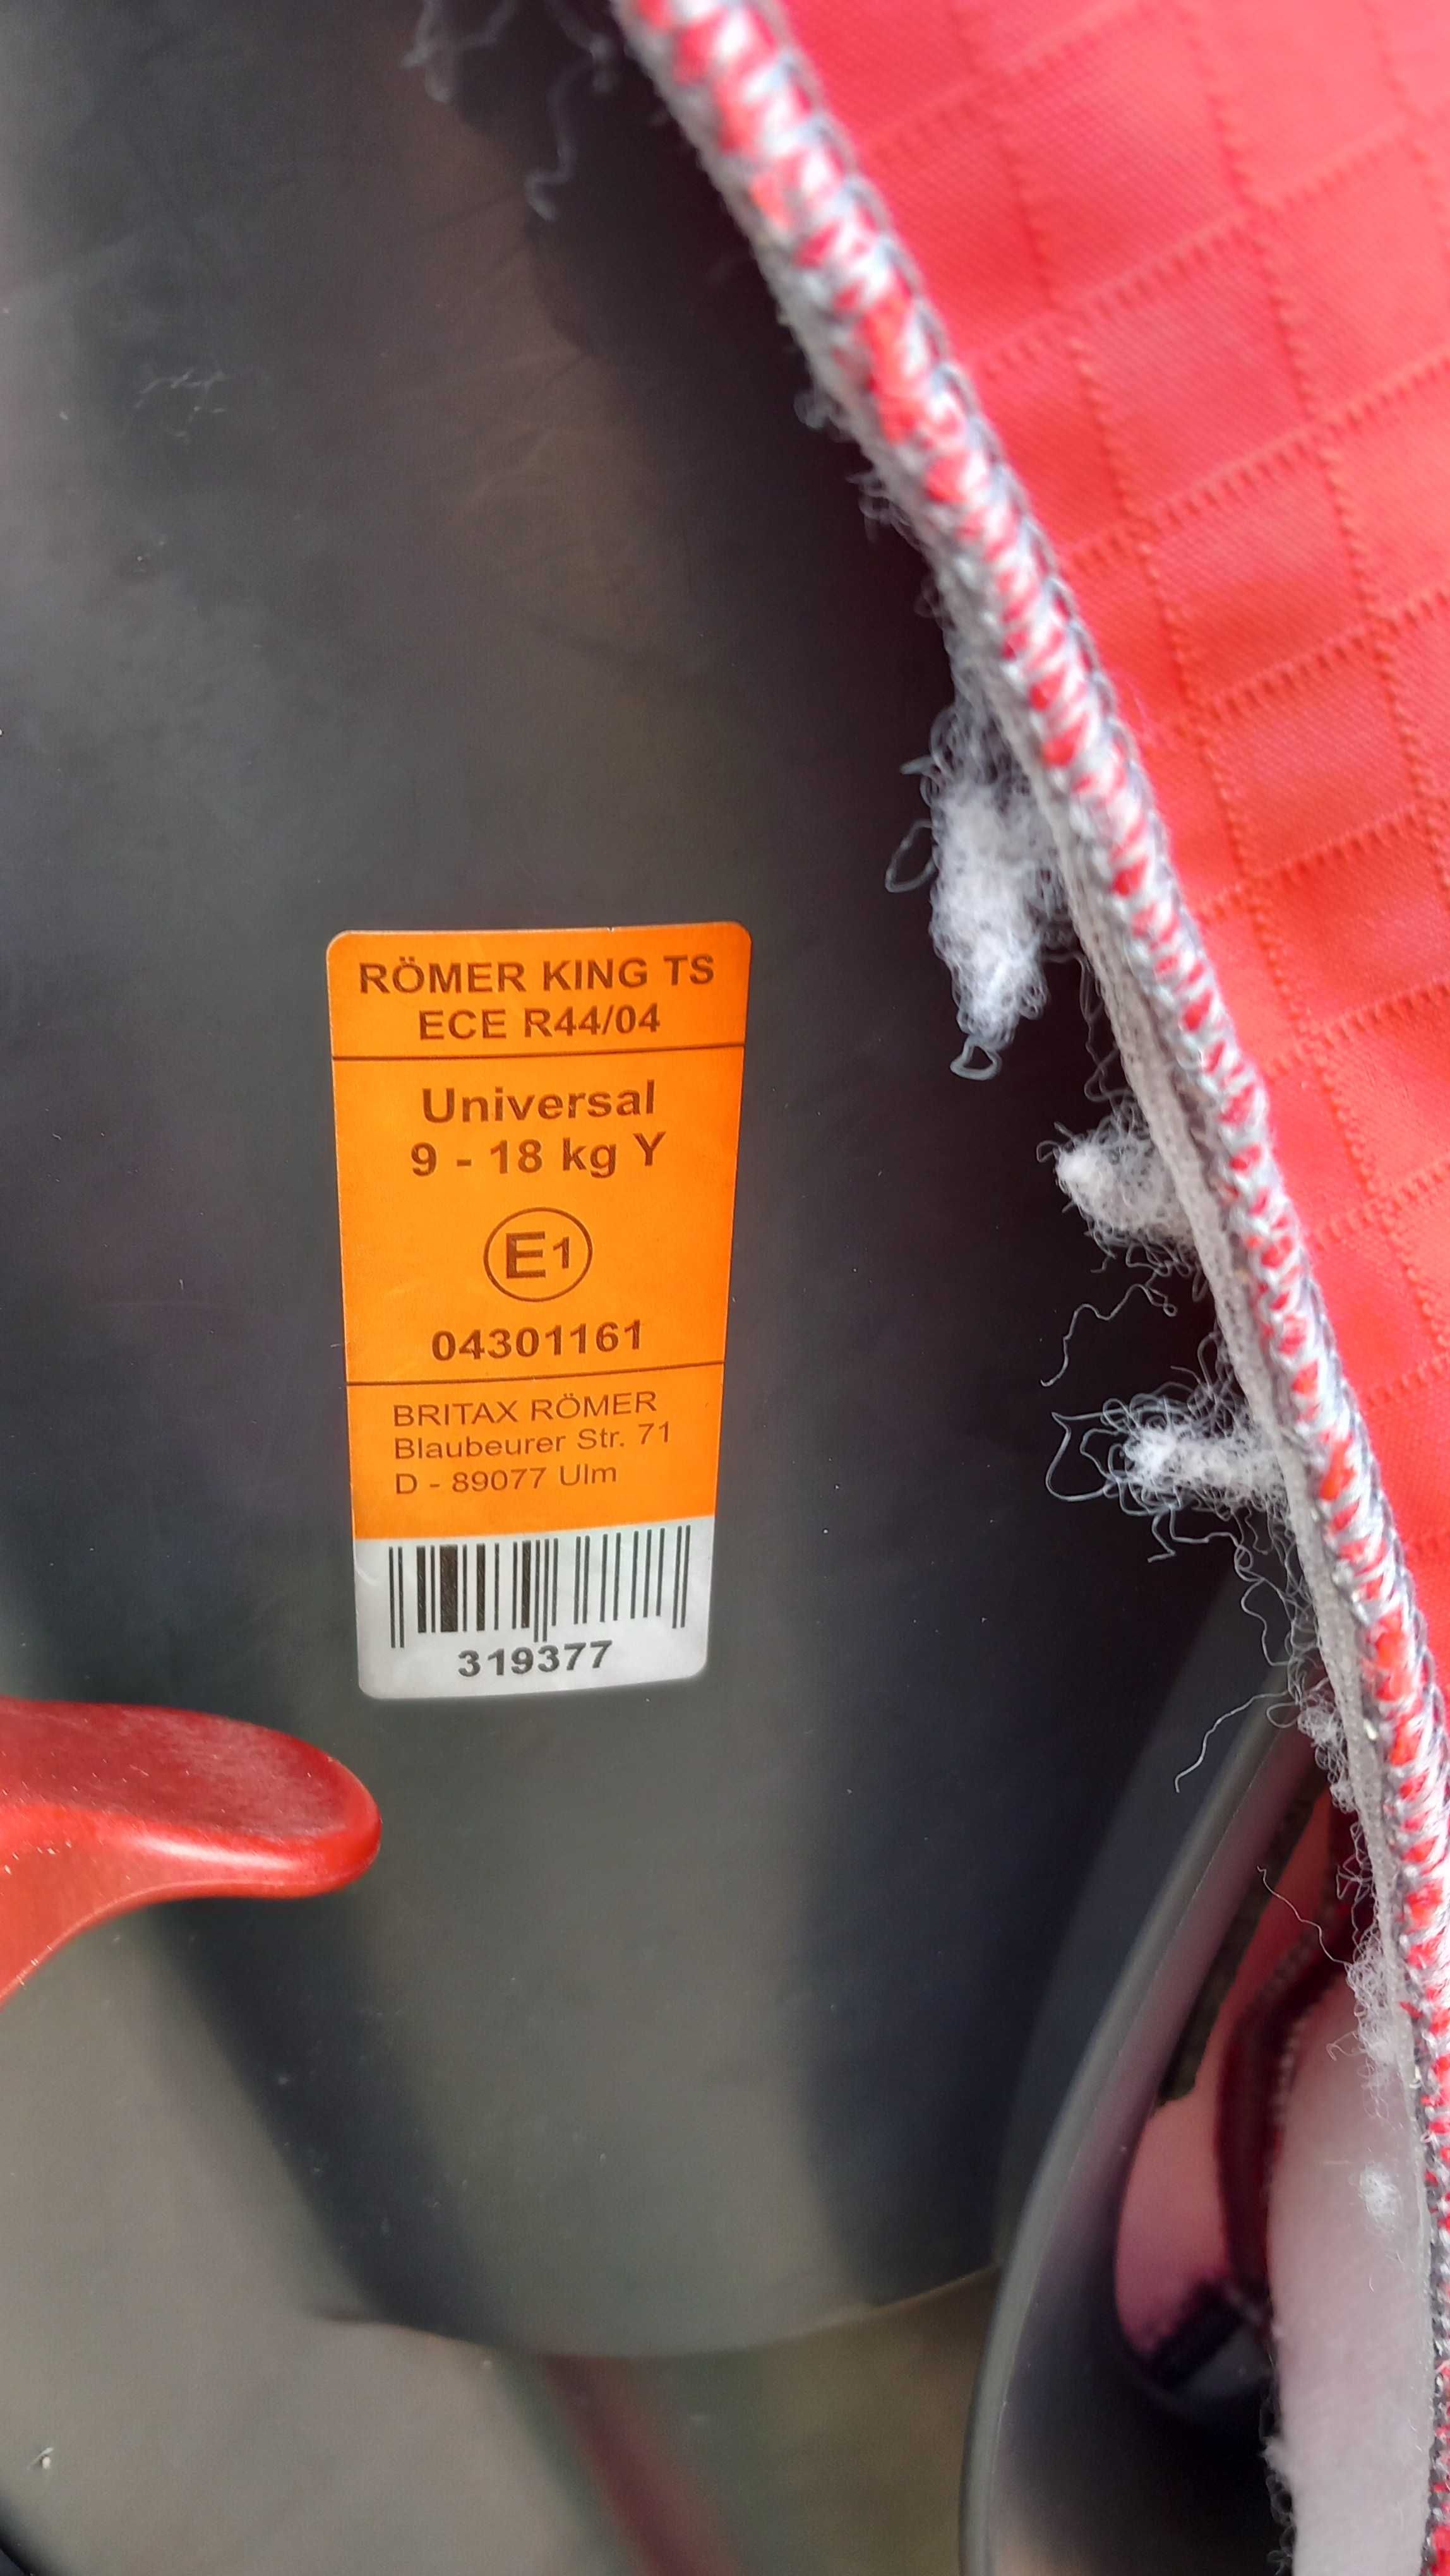 RÖMER KING TS
ECE R44/04
Universal
9 - 18 kg Y
E1
04301161
BRITAX RÖMER
Blaubeurer Str. 71
D - 89077 Ulm
319377